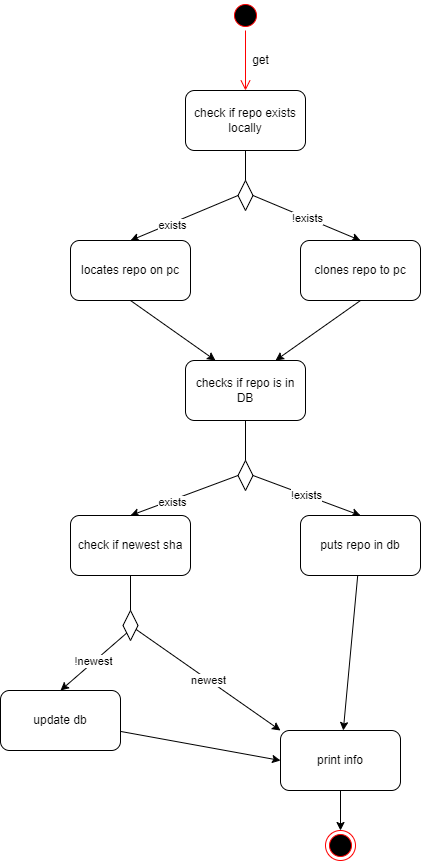 get
check if repo exists
locally
exists
!exists
locates repo on pc
clones repo to pc
checks if repo is in
DB
exists
!exists
check if newest sha
puts repo in db
!newest
newest
update db
print info